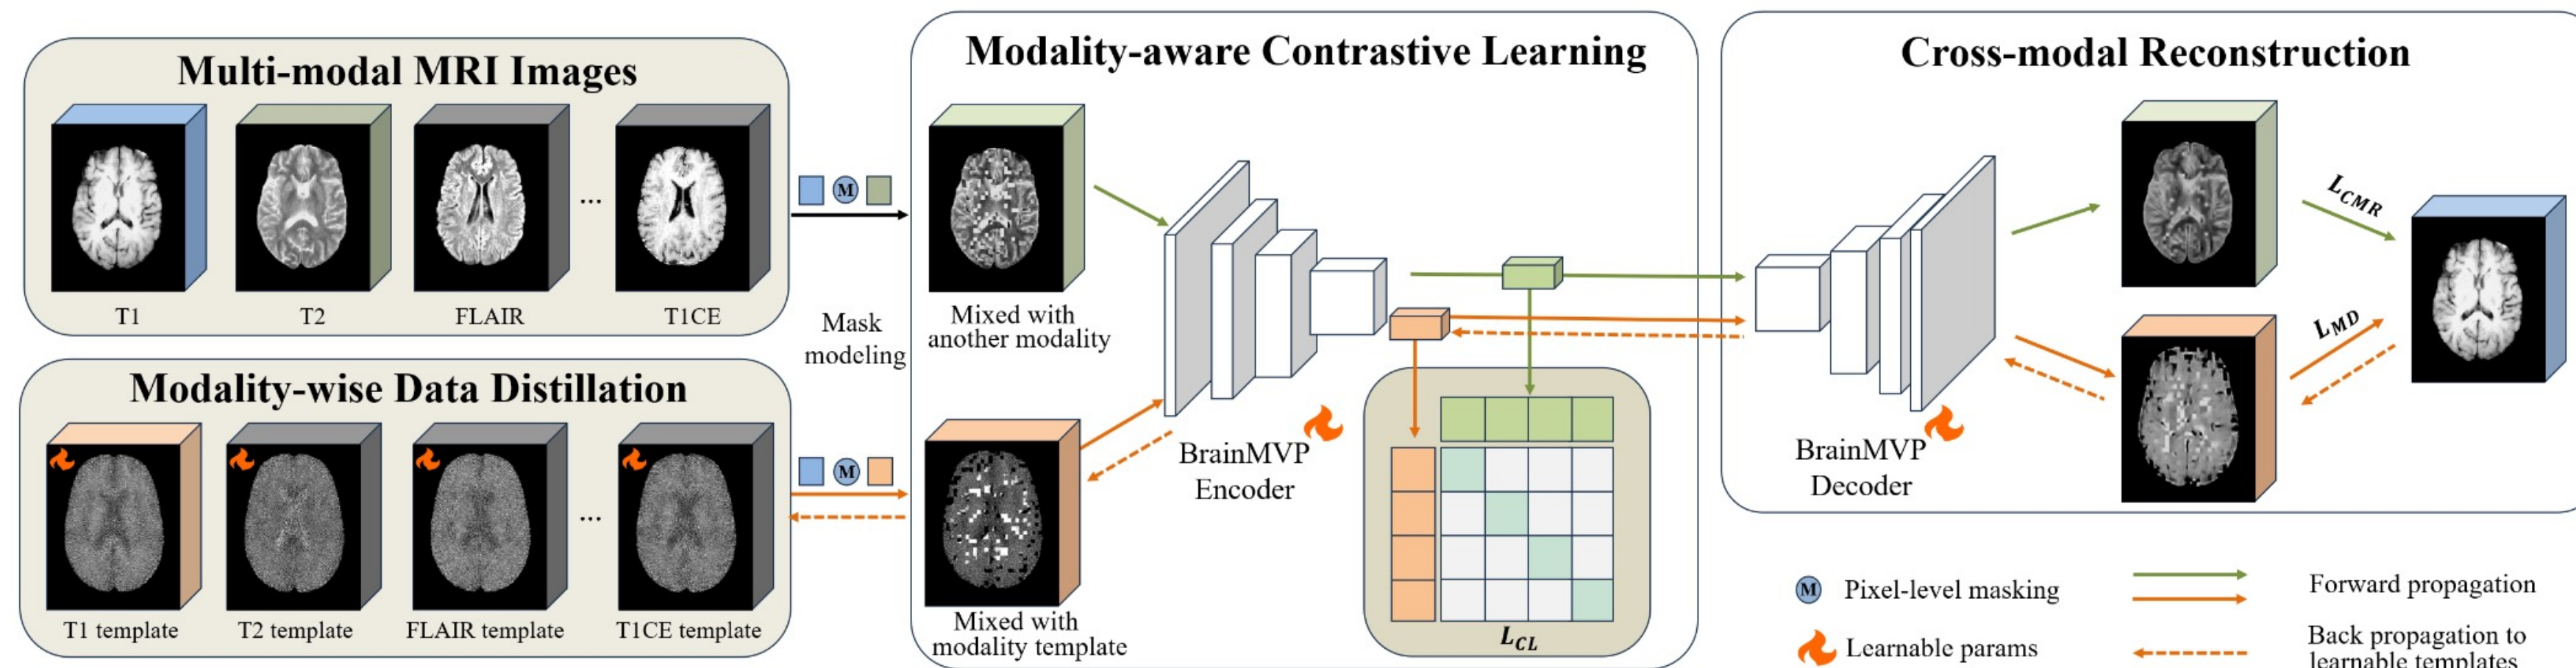 Multi-modal MRI Images
T1
T2
FLAIR
...
T1CE
Modality-wise Data Distillation
...
T1 template
T2 template
FLAIR template
T1CE template
M
Mask
modeling
M
Modality-aware Contrastive Learning
Mixed with
another modality
Mixed with
modality template
BrainMVP
Encoder
L_CL
Cross-modal Reconstruction
BrainMVP
Decoder
L_CMR
L_MD
M
Pixel-level masking
Learnable params
Forward propagation
Back propagation to
learnable templates